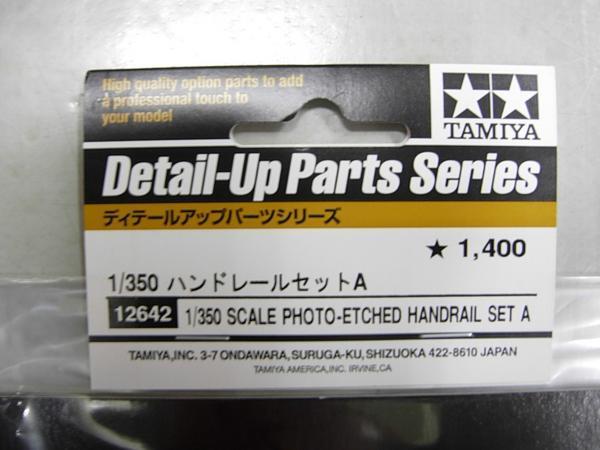 High quality option parts to add
a professional touch to
your model
TAMIYA
Detail-Up Parts Series
ディテールアップパーツシリーズ
★ 1,400
1/350 ハンドレールセットA
12642 1/350 SCALE PHOTO-ETCHED HANDRAIL SET A
TAMIYA,INC. 3-7 ONDAWARA,SURUGA-KU,SHIZUOKA 422-8610 JAPAN
TAMIYA AMERICA,INC. IRVINE,CA